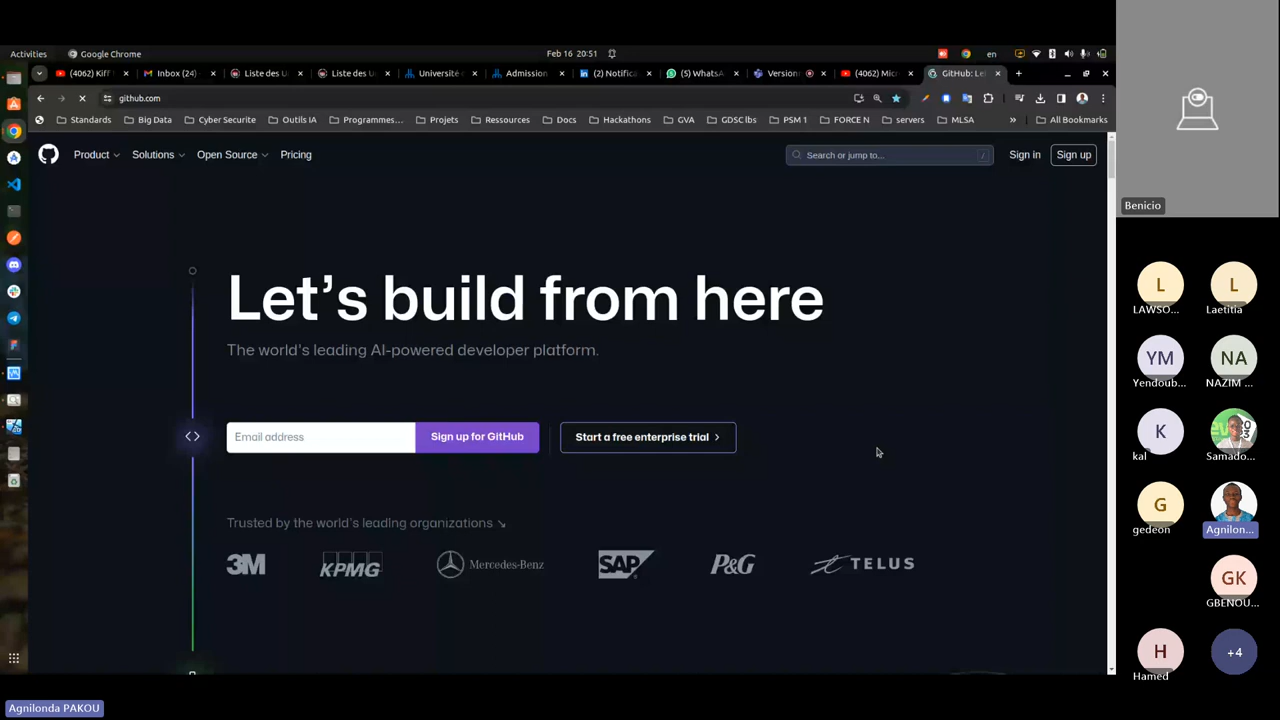 Activities
Google Chrome
Feb 16 20:51
en
(4062) Kiff
Inbox (24)
Liste des
Liste des
Université
Admission
(2) Notifica
(5) WhatsA
Version
(4062) Mic
GitHub: Le
github.com
Standards
Big Data
Cyber Securite
Outils IA
Programmes...
Projets
Ressources
Docs
Hackathons
GVA
GDSC lbs
PSM 1
FORCE N
servers
MLSA
»
All Bookmarks
Product
Solutions
Open Source
Pricing
Search or jump to...
/
Sign in
Sign up
Let's build from here
The world's leading AI-powered developer platform.
Email address
Sign up for GitHub
Start a free enterprise trial
Trusted by the world's leading organizations ↘
3M
KPMG
Mercedes-Benz
SAP
P&G
TELUS
Agnilonda PAKOU
Benicio
L
LAWSO...
L
Laetitia
YM
Yendoub...
NA
NAZIM ...
K
kal
Samado...
G
gedeon
Agnilon...
GK
GBENOU...
H
Hamed
+4